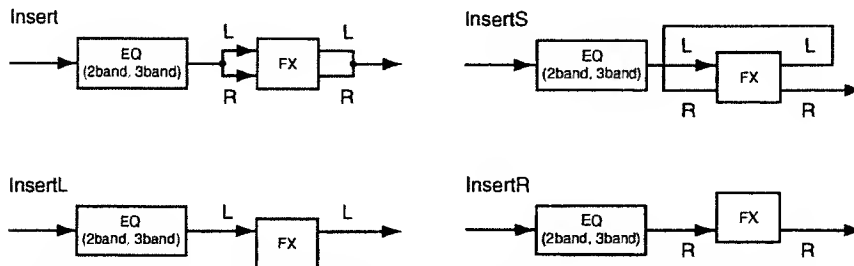 Insert
EQ
(2band, 3band)
L
R
FX
L
R
InsertS
EQ
(2band, 3band)
L
R
FX
L
R
InsertL
EQ
(2band, 3band)
L
FX
L
InsertR
EQ
(2band, 3band)
R
FX
R